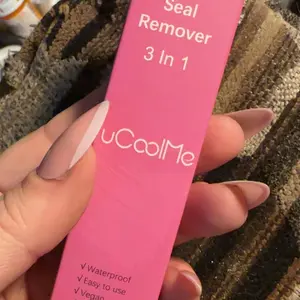 Seal
Remover
3 In 1
uCoolMe
√ Waterproof
√ Easy to use
√ Vegan